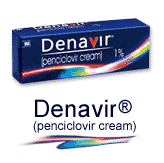 Denavir®
(penciclovir cream) 1%
Denavir®
(penciclovir cream)